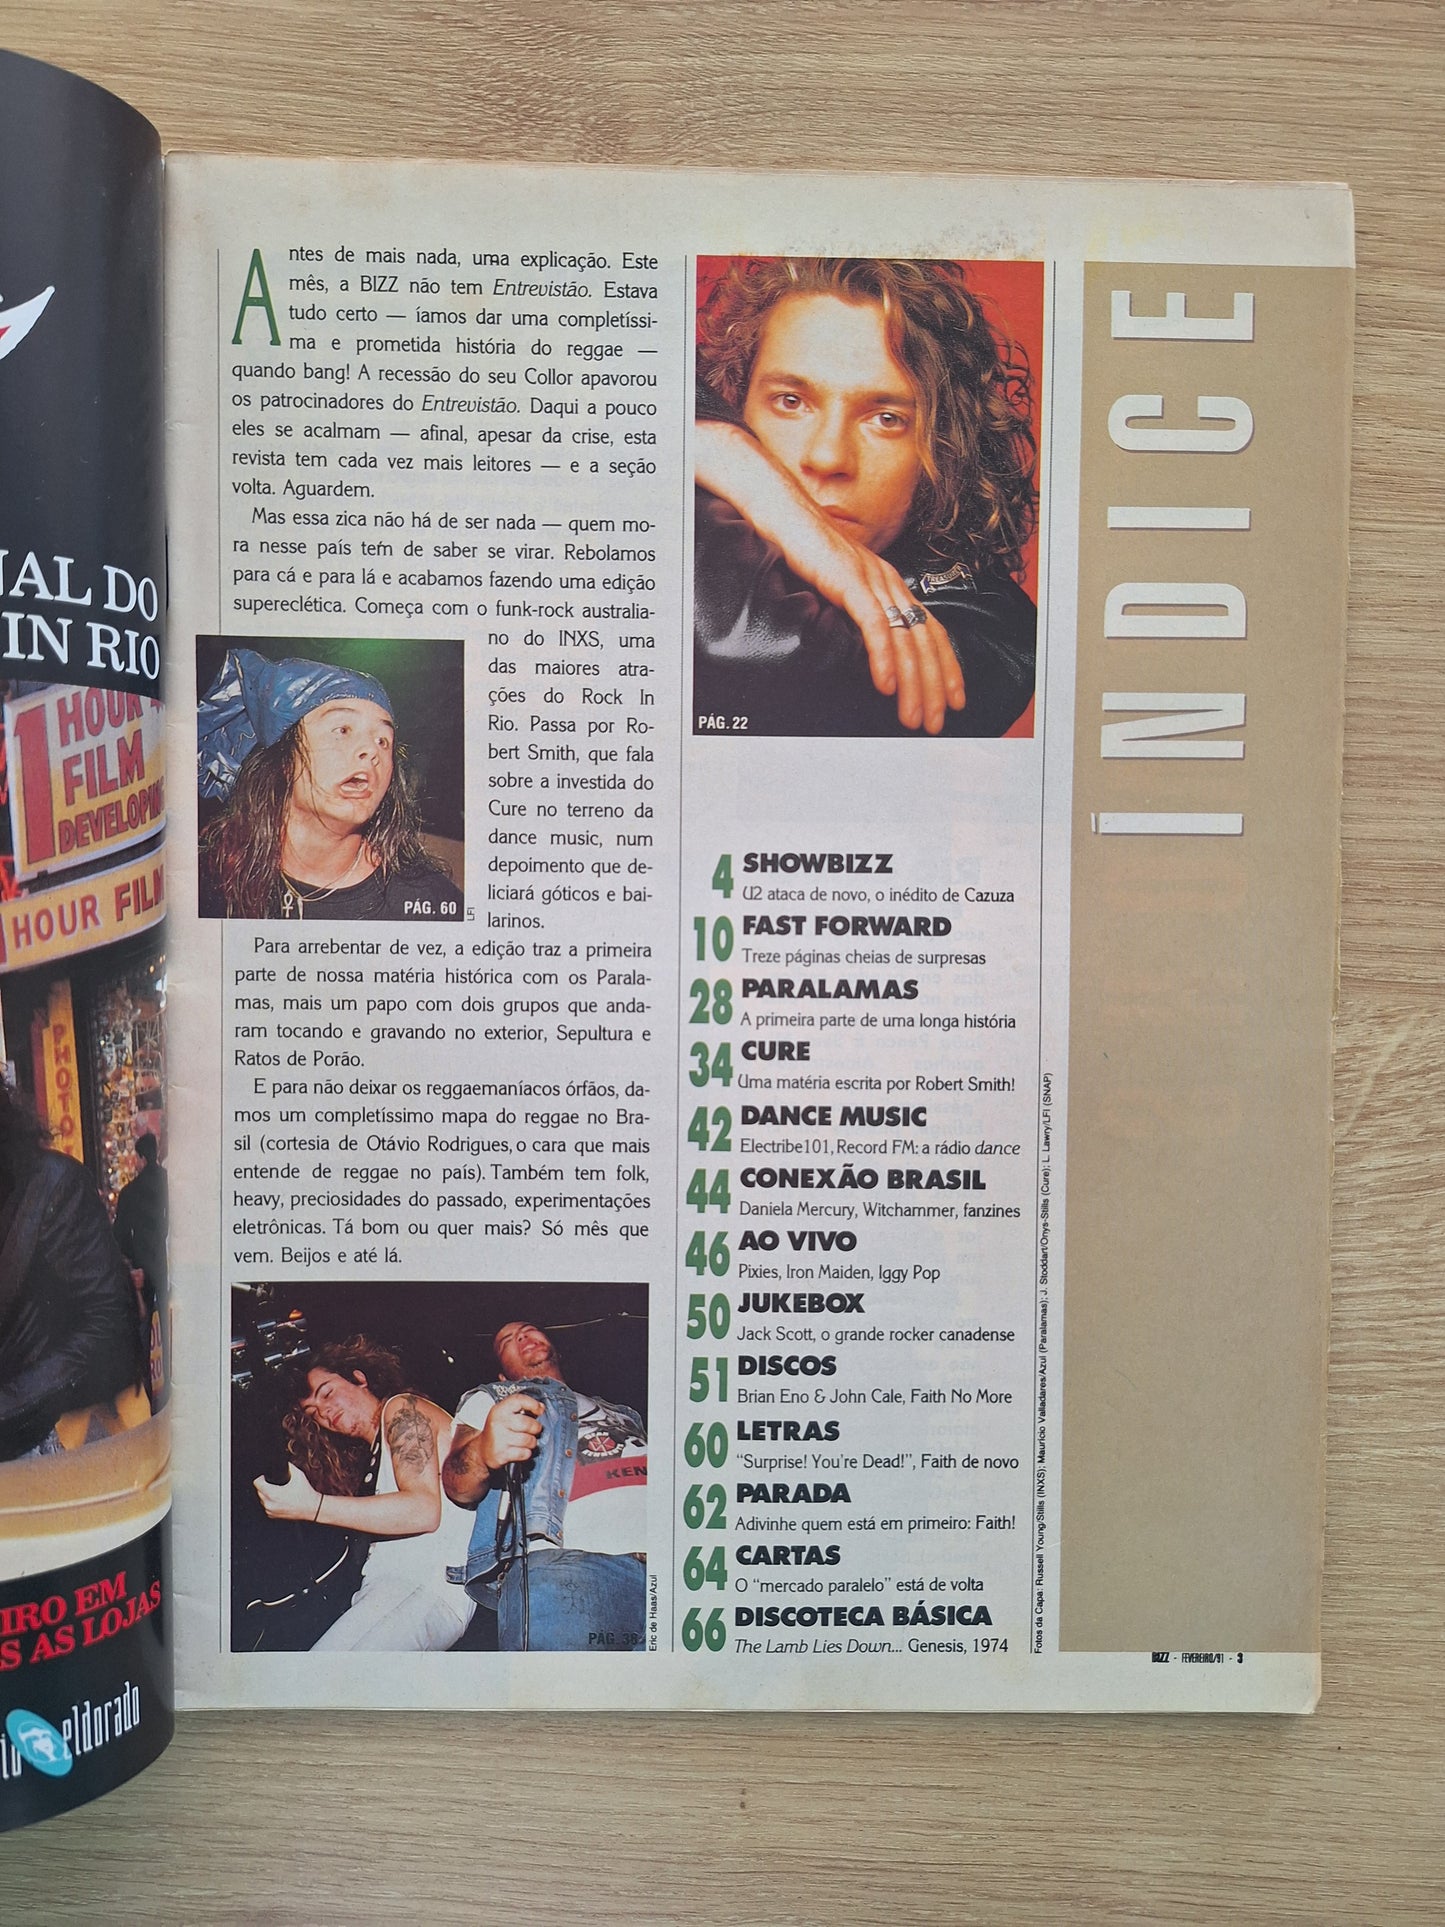 NAL DO
IN RIO
1 HOUR
FILM
DEVELOPIN
1 HOUR FILM
PHOTO
IRO EM
S AS LOJAS
eldorado
Antes de mais nada, uma explicação. Este
mês, a BIZZ não tem Entrevistão. Estava
tudo certo — íamos dar uma completíssi-
ma e prometida história do reggae —
quando bang! A recessão do seu Collor apavorou
os patrocinadores do Entrevistão. Daqui a pouco
eles se acalmam — afinal, apesar da crise, esta
revista tem cada vez mais leitores — e a seção
volta. Aguardem.
Mas essa zica não há de ser nada — quem mo-
ra nesse país tem de saber se virar. Rebolamos
para cá e para lá e acabamos fazendo uma edição
supereclética. Começa com o funk-rock australia-
no do INXS, uma
das maiores atra-
ções do Rock In
Rio. Passa por Ro-
bert Smith, que fala
sobre a investida do
Cure no terreno da
dance music, num
depoimento que de-
liciará góticos e bai-
larinos.
PÁG. 60
LFI
Para arrebentar de vez, a edição traz a primeira
parte de nossa matéria histórica com os Parala-
mas, mais um papo com dois grupos que anda-
ram tocando e gravando no exterior, Sepultura e
Ratos de Porão.
E para não deixar os reggaemaníacos órfãos, da-
mos um completíssimo mapa do reggae no Bra-
sil (cortesia de Otávio Rodrigues, o cara que mais
entende de reggae no país). Também tem folk,
heavy, preciosidades do passado, experimentações
eletrônicas. Tá bom ou quer mais? Só mês que
vem. Beijos e até lá.
KEN
PÁG. 38
Eric de Haas/Azul
TREASURER
PÁG. 22
4 SHOWBIZZ
U2 ataca de novo, o inédito de Cazuza
10 FAST FORWARD
Treze páginas cheias de surpresas
28 PARALAMAS
A primeira parte de uma longa história
34 CURE
Uma matéria escrita por Robert Smith!
42 DANCE MUSIC
Electribe101, Record FM: a rádio dance
44 CONEXÃO BRASIL
Daniela Mercury, Witchammer, fanzines
46 AO VIVO
Pixies, Iron Maiden, Iggy Pop
50 JUKEBOX
Jack Scott, o grande rocker canadense
51 DISCOS
Brian Eno & John Cale, Faith No More
60 LETRAS
“Surprise! You're Dead!”, Faith de novo
62 PARADA
Adivinhe quem está em primeiro: Faith!
64 CARTAS
O “mercado paralelo” está de volta
66 DISCOTECA BÁSICA
The Lamb Lies Down... Genesis, 1974
Fotos da Capa: Russell Young/Stills (INXS); Maurício Valladares/Azul (Paralamas); J. Stoddart/Onys-Stills (Cure); L. Lawry/LFI (SNAP)
ÍNDICE
BIZZ - FEVEREIRO/91 - 3